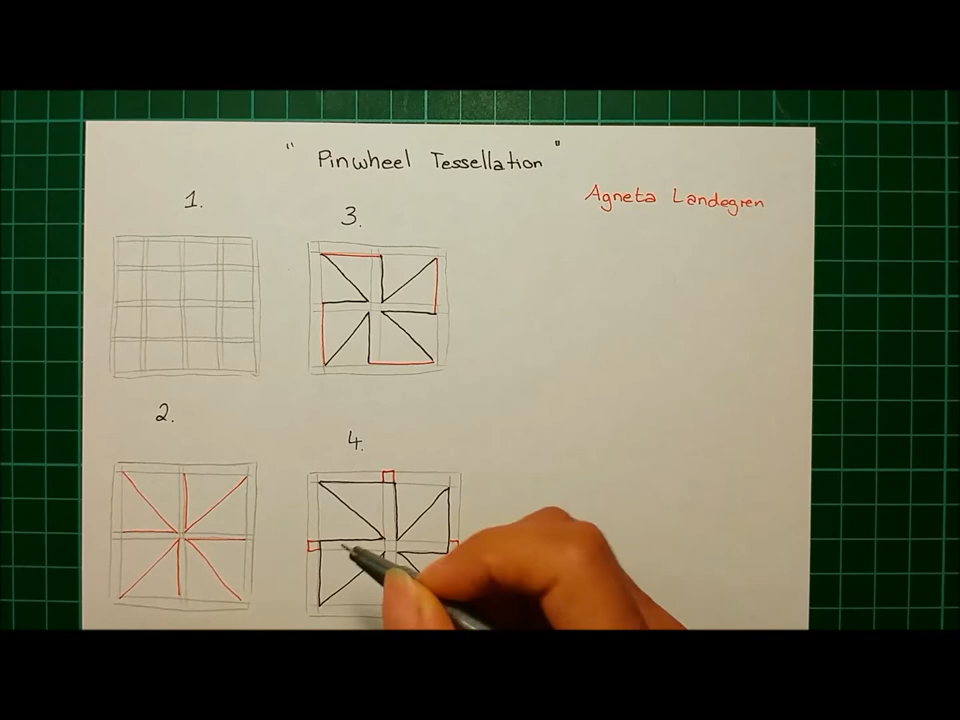 "Pinwheel Tessellation"
Agneta Landegren
1.
3.
2.
4.